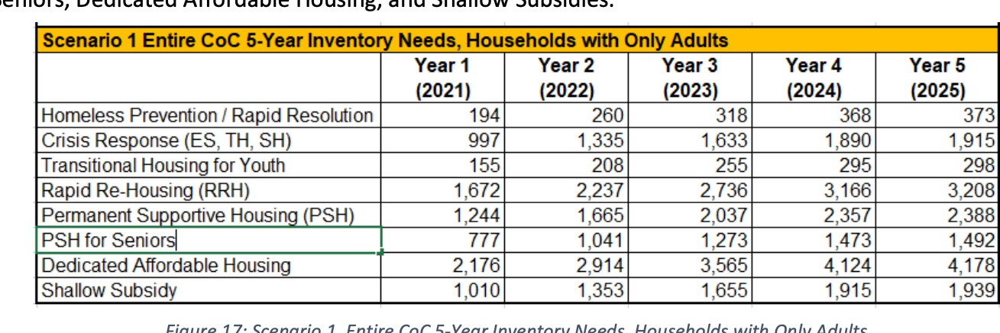 Seniors, Dedicated Affordable Housing, and Shallow Subsidies.
Scenario 1 Entire CoC 5-Year Inventory Needs, Households with Only Adults
Year 1 (2021) Year 2 (2022) Year 3 (2023) Year 4 (2024) Year 5 (2025)
Homeless Prevention / Rapid Resolution 194 260 318 368 373
Crisis Response (ES, TH, SH) 997 1,335 1,633 1,890 1,915
Transitional Housing for Youth 155 208 255 295 298
Rapid Re-Housing (RRH) 1,672 2,237 2,736 3,166 3,208
Permanent Supportive Housing (PSH) 1,244 1,665 2,037 2,357 2,388
PSH for Seniors 777 1,041 1,273 1,473 1,492
Dedicated Affordable Housing 2,176 2,914 3,565 4,124 4,178
Shallow Subsidy 1,010 1,353 1,655 1,915 1,939
Figure 17: Scenario 1, Entire CoC 5-Year Inventory Needs, Households with Only Adults